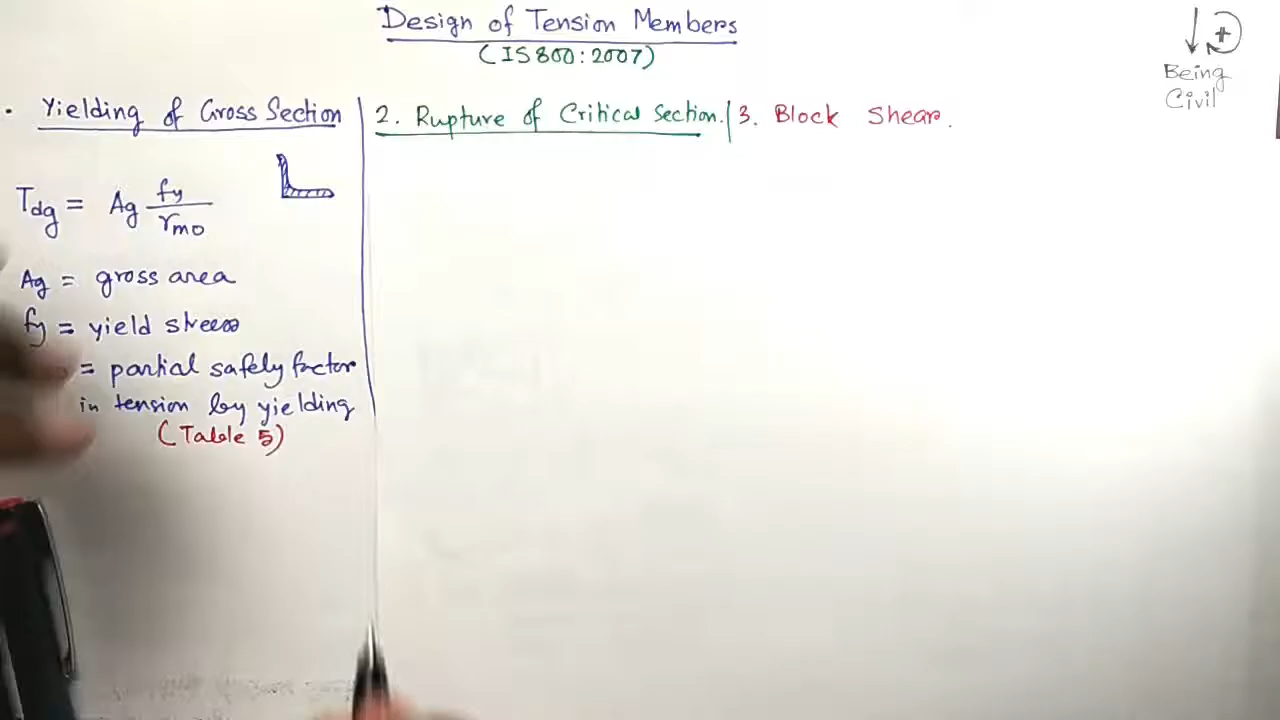 Design of Tension Members
(IS 800:2007)
Being
Civil
. Yielding of Gross Section
2. Rupture of Critical Section.
3. Block Shear.
Tdg = Ag fy/γmo
Ag = gross area
fy = yield stress
= partial safety factor
in tension by yielding
(Table 5)